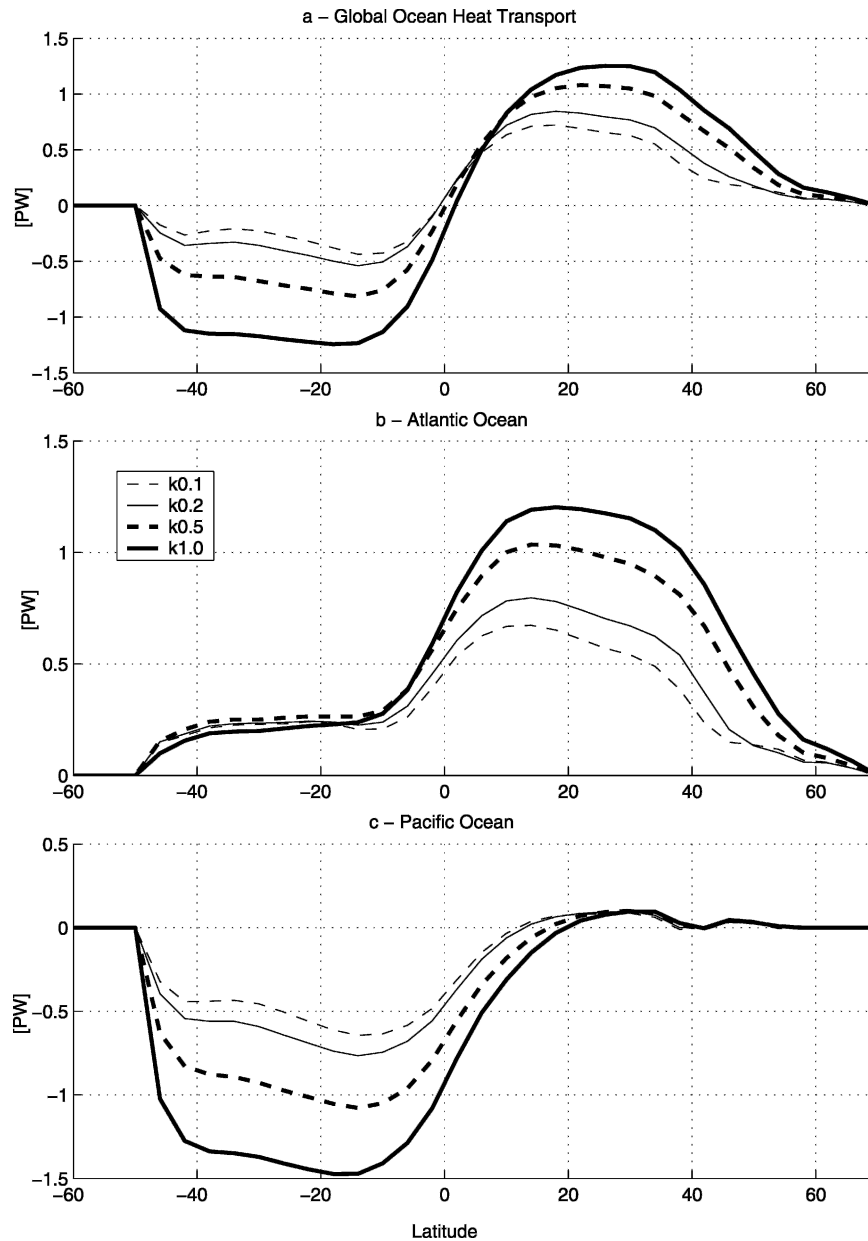 a – Global Ocean Heat Transport
1.5
1
0.5
0
−0.5
−1
−1.5
[PW]
−60 −40 −20 0 20 40 60
b – Atlantic Ocean
1.5
1
0.5
0
[PW]
k0.1
k0.2
k0.5
k1.0
−60 −40 −20 0 20 40 60
c – Pacific Ocean
0.5
0
−0.5
−1
−1.5
[PW]
−60 −40 −20 0 20 40 60
Latitude